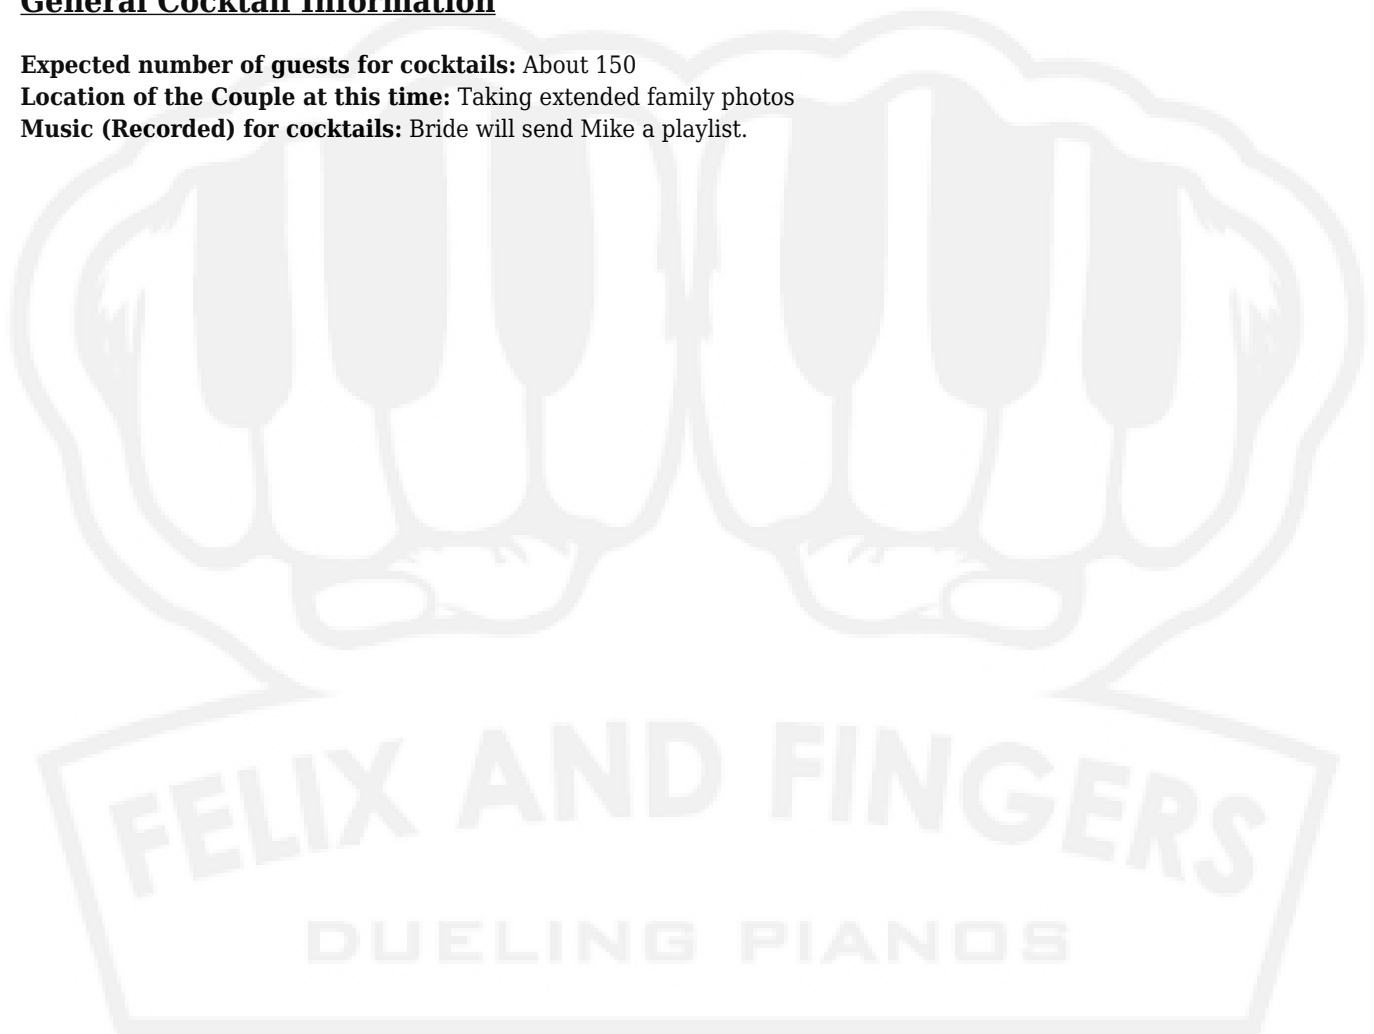 General Cocktail Information
Expected number of guests for cocktails: About 150
Location of the Couple at this time: Taking extended family photos
Music (Recorded) for cocktails: Bride will send Mike a playlist.
FELIX AND FINGERS
DUELING PIANOS